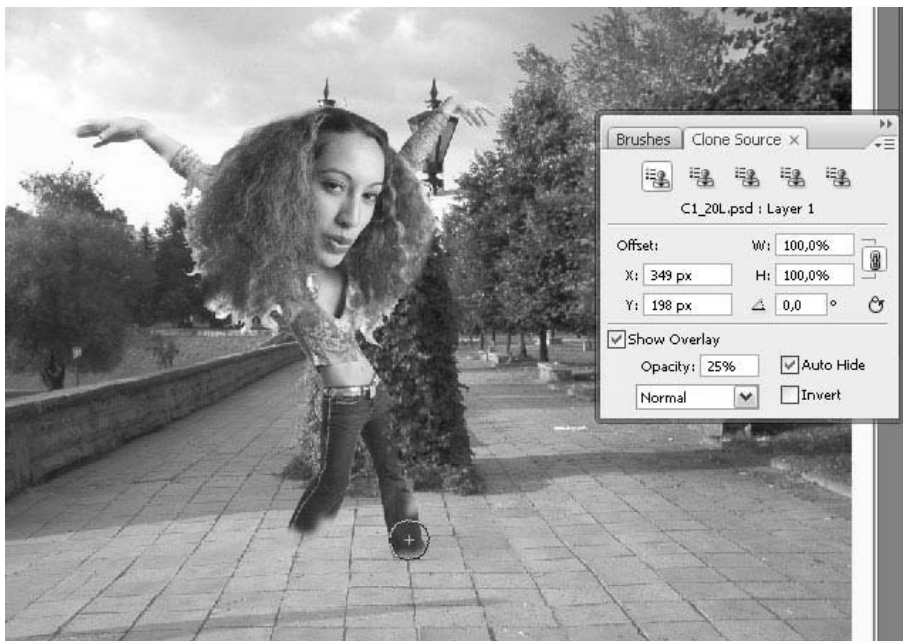 Brushes Clone Source
C1_20L.psd : Layer 1
Offset: W: 100,0%
X: 349 px H: 100,0%
Y: 198 px 0,0 °
Show Overlay
Opacity: 25% Auto Hide
Normal Invert